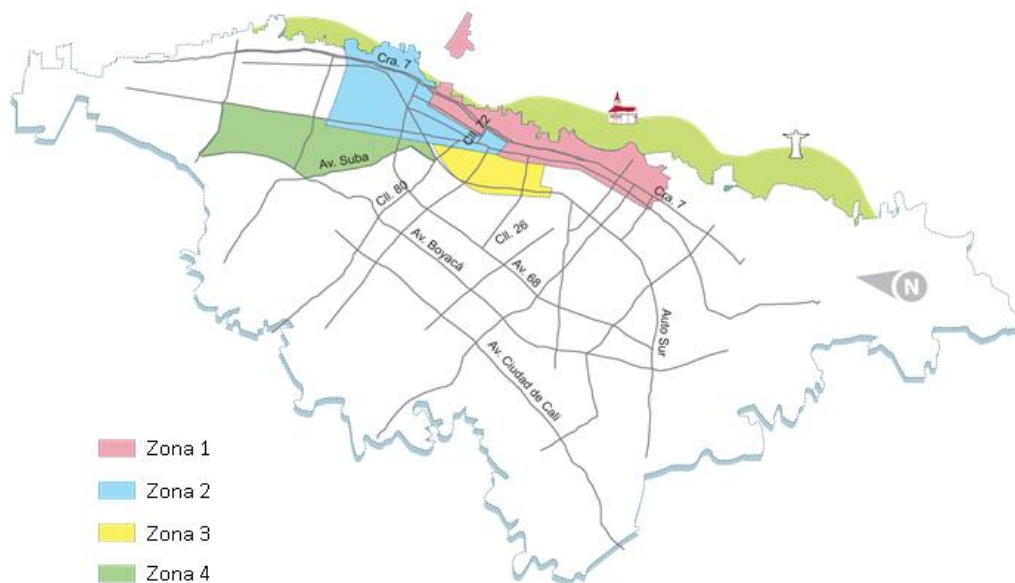 Cra. 7
Cll. 72
Av. Suba
Cll. 80
Cra. 7
Cll. 26
Av. Boyacá
Av. 68
N
Auto Sur
Av. Ciudad de Cali
Zona 1
Zona 2
Zona 3
Zona 4